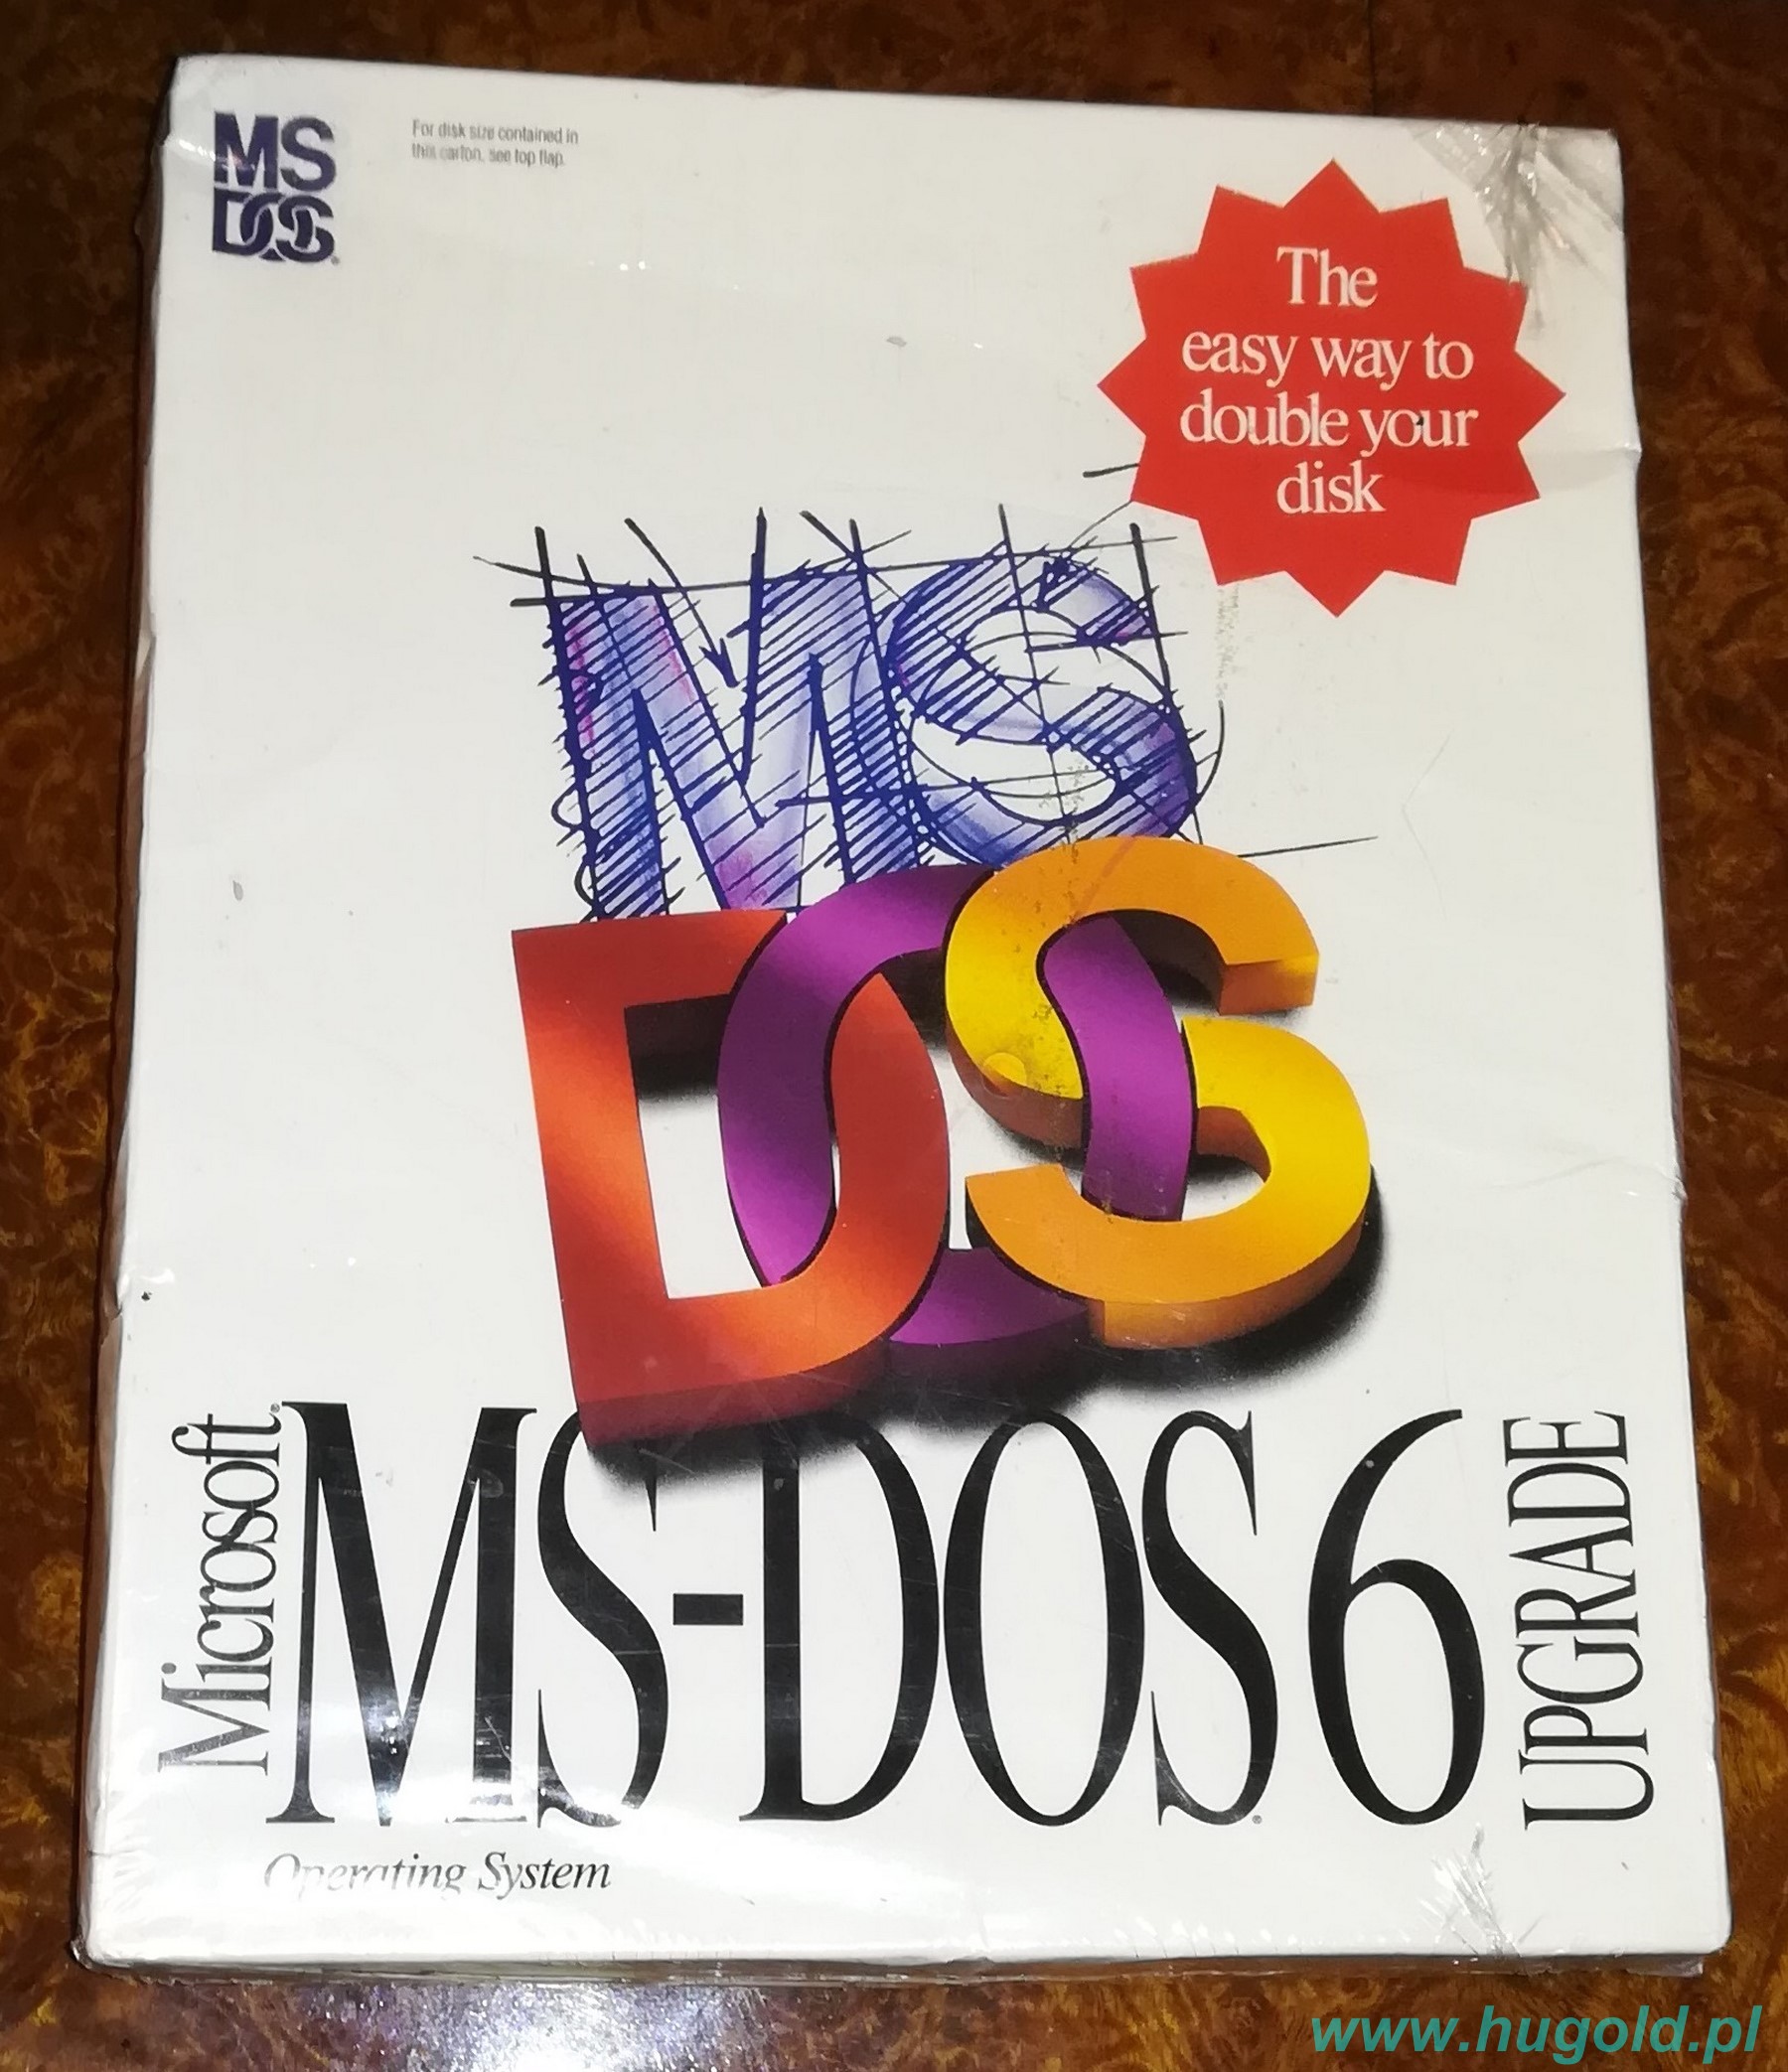 MS
DOS
For disk size contained in
this carton, see top flap.
The
easy way to
double your
disk
MS
DOS
Microsoft®
MS-DOS® 6
UPGRADE
Operating System
www.hugold.pl